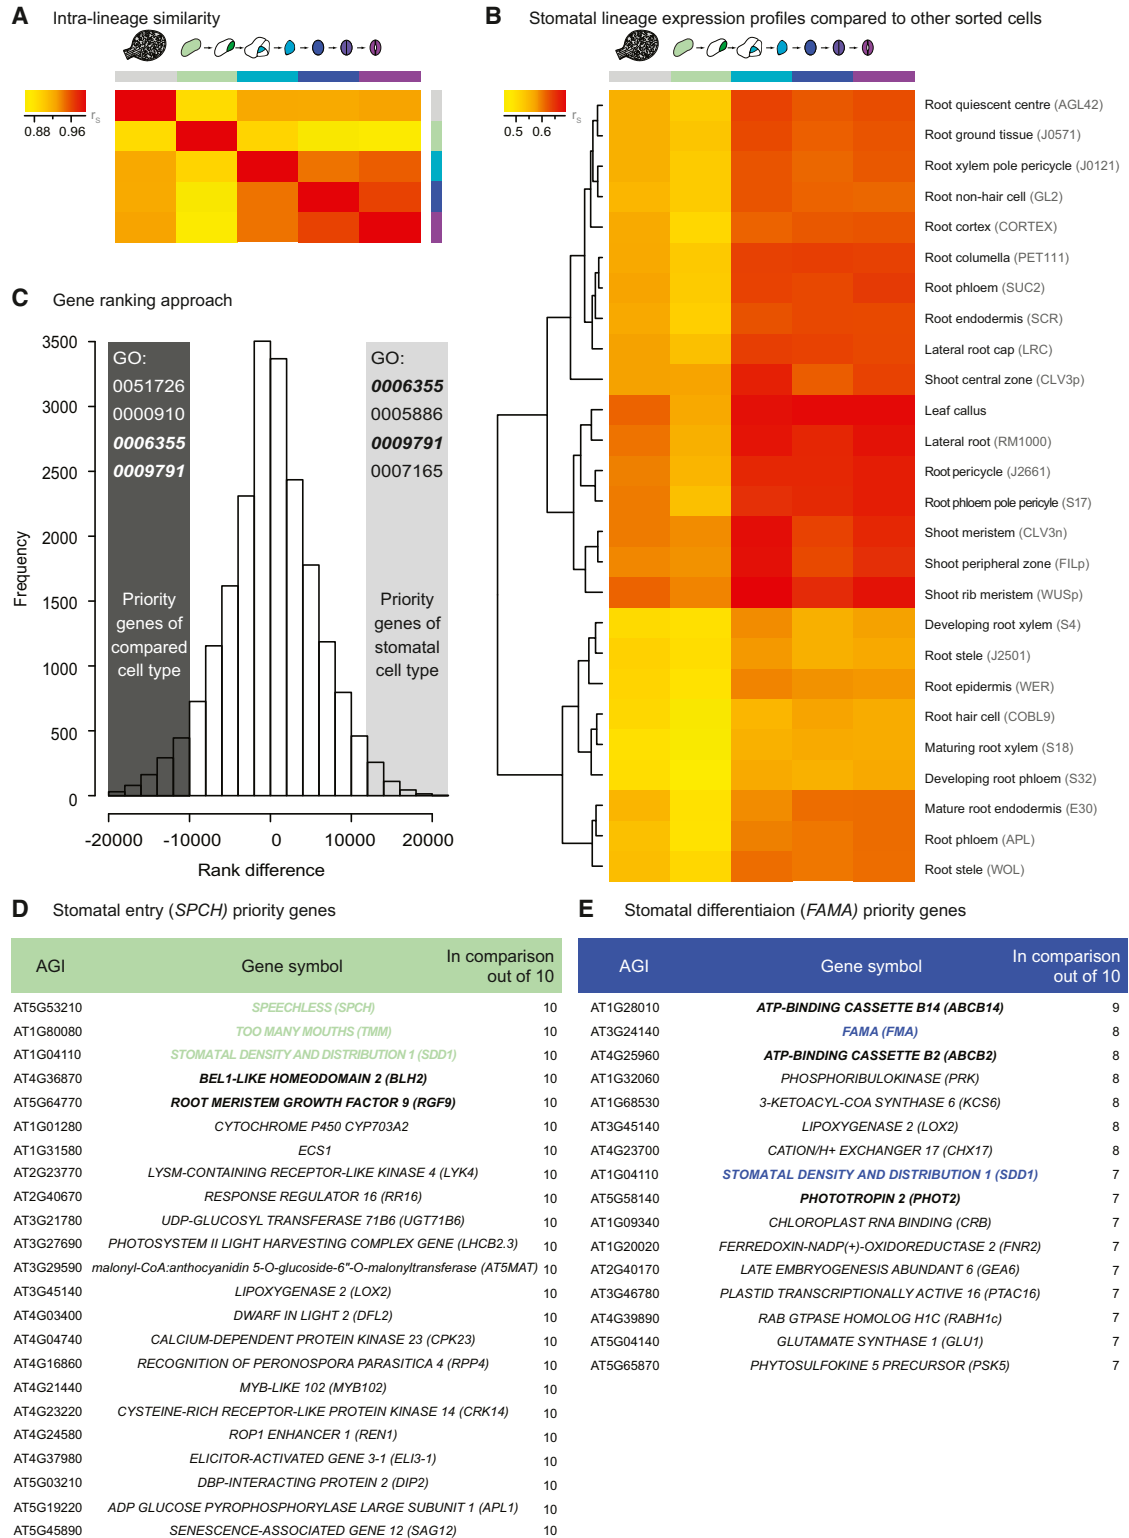 A Intra-lineage similarity
0.88 0.96 rs
B Stomatal lineage expression profiles compared to other sorted cells
0.5 0.6 rs
Root quiescent centre (AGL42)
Root ground tissue (J0571)
Root xylem pole pericycle (J0121)
Root non-hair cell (GL2)
Root cortex (CORTEX)
Root columella (PET111)
Root phloem (SUC2)
Root endodermis (SCR)
Lateral root cap (LRC)
Shoot central zone (CLV3p)
Leaf callus
Lateral root (RM1000)
Root pericycle (J2661)
Root phloem pole pericyle (S17)
Shoot meristem (CLV3n)
Shoot peripheral zone (FILp)
Shoot rib meristem (WUSp)
Developing root xylem (S4)
Root stele (J2501)
Root epidermis (WER)
Root hair cell (COBL9)
Maturing root xylem (S18)
Developing root phloem (S32)
Mature root endodermis (E30)
Root phloem (APL)
Root stele (WOL)
C Gene ranking approach
Frequency
3500
3000
2500
2000
1500
1000
500
0
GO:
0051726
0000910
0006355
0009791
Priority
genes of
compared
cell type
GO:
0006355
0005886
0009791
0007165
Priority
genes of
stomatal
cell type
-20000 -10000 0 10000 20000
Rank difference
D Stomatal entry (SPCH) priority genes
AGI Gene symbol In comparison
out of 10
AT5G53210 SPEECHLESS (SPCH) 10
AT1G80080 TOO MANY MOUTHS (TMM) 10
AT1G04110 STOMATAL DENSITY AND DISTRIBUTION 1 (SDD1) 10
AT4G36870 BEL1-LIKE HOMEODOMAIN 2 (BLH2) 10
AT5G64770 ROOT MERISTEM GROWTH FACTOR 9 (RGF9) 10
AT1G01280 CYTOCHROME P450 CYP703A2 10
AT1G31580 ECS1 10
AT2G23770 LYSM-CONTAINING RECEPTOR-LIKE KINASE 4 (LYK4) 10
AT2G40670 RESPONSE REGULATOR 16 (RR16) 10
AT3G21780 UDP-GLUCOSYL TRANSFERASE 71B6 (UGT71B6) 10
AT3G27690 PHOTOSYSTEM II LIGHT HARVESTING COMPLEX GENE (LHCB2.3) 10
AT3G29590 malonyl-CoA:anthocyanidin 5-O-glucoside-6"-O-malonyltransferase (AT5MAT) 10
AT3G45140 LIPOXYGENASE 2 (LOX2) 10
AT4G03400 DWARF IN LIGHT 2 (DFL2) 10
AT4G04740 CALCIUM-DEPENDENT PROTEIN KINASE 23 (CPK23) 10
AT4G16860 RECOGNITION OF PERONOSPORA PARASITICA 4 (RPP4) 10
AT4G21440 MYB-LIKE 102 (MYB102) 10
AT4G23220 CYSTEINE-RICH RECEPTOR-LIKE PROTEIN KINASE 14 (CRK14) 10
AT4G24580 ROP1 ENHANCER 1 (REN1) 10
AT4G37980 ELICITOR-ACTIVATED GENE 3-1 (ELI3-1) 10
AT5G03210 DBP-INTERACTING PROTEIN 2 (DIP2) 10
AT5G19220 ADP GLUCOSE PYROPHOSPHORYLASE LARGE SUBUNIT 1 (APL1) 10
AT5G45890 SENESCENCE-ASSOCIATED GENE 12 (SAG12) 10
E Stomatal differentiaion (FAMA) priority genes
AGI Gene symbol In comparison
out of 10
AT1G28010 ATP-BINDING CASSETTE B14 (ABCB14) 9
AT3G24140 FAMA (FMA) 8
AT4G25960 ATP-BINDING CASSETTE B2 (ABCB2) 8
AT1G32060 PHOSPHORIBULOKINASE (PRK) 8
AT1G68530 3-KETOACYL-COA SYNTHASE 6 (KCS6) 8
AT3G45140 LIPOXYGENASE 2 (LOX2) 8
AT4G23700 CATION/H+ EXCHANGER 17 (CHX17) 8
AT1G04110 STOMATAL DENSITY AND DISTRIBUTION 1 (SDD1) 7
AT5G58140 PHOTOTROPIN 2 (PHOT2) 7
AT1G09340 CHLOROPLAST RNA BINDING (CRB) 7
AT1G20020 FERREDOXIN-NADP(+)-OXIDOREDUCTASE 2 (FNR2) 7
AT2G40170 LATE EMBRYOGENESIS ABUNDANT 6 (GEA6) 7
AT3G46780 PLASTID TRANSCRIPTIONALLY ACTIVE 16 (PTAC16) 7
AT4G39890 RAB GTPASE HOMOLOG H1C (RABH1c) 7
AT5G04140 GLUTAMATE SYNTHASE 1 (GLU1) 7
AT5G65870 PHYTOSULFOKINE 5 PRECURSOR (PSK5) 7